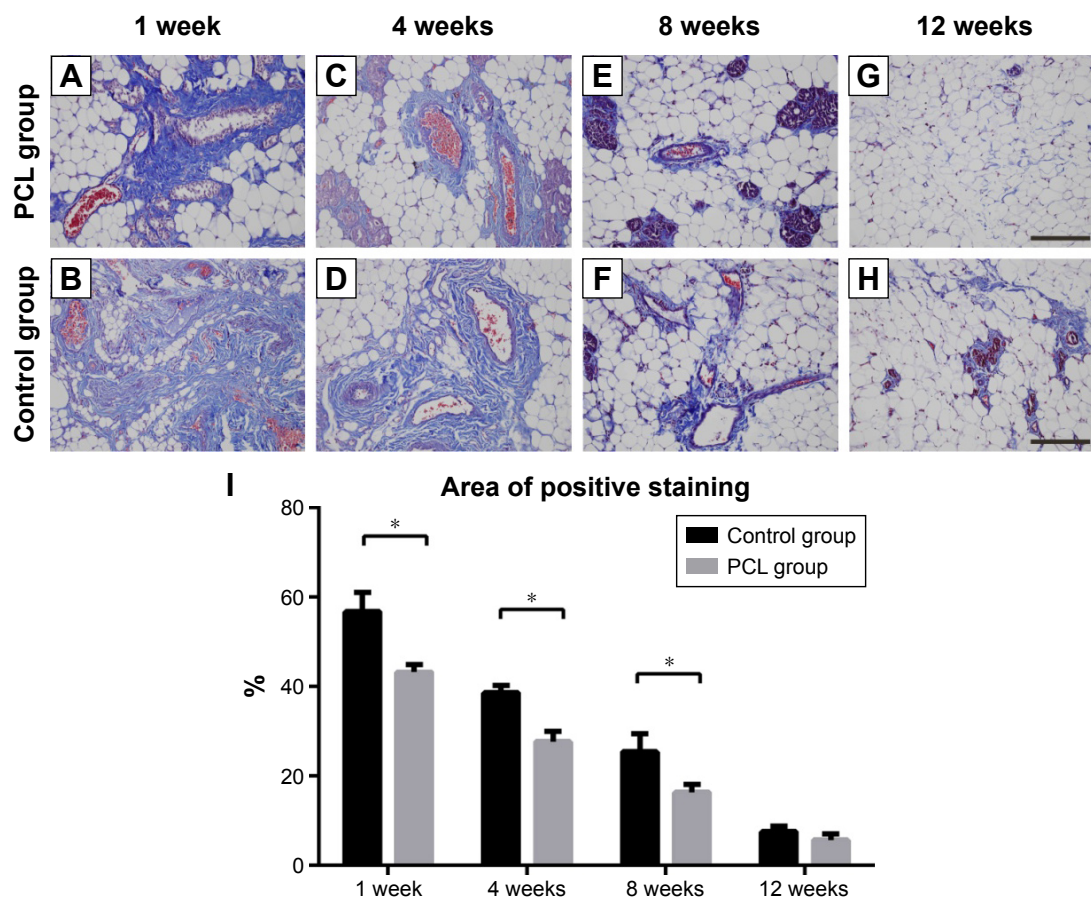 1 week 4 weeks 8 weeks 12 weeks
PCL group
A C E G
Control group
B D F H
I Area of positive staining
80
60
40
20
0
%
* * *
Control group
PCL group
1 week 4 weeks 8 weeks 12 weeks